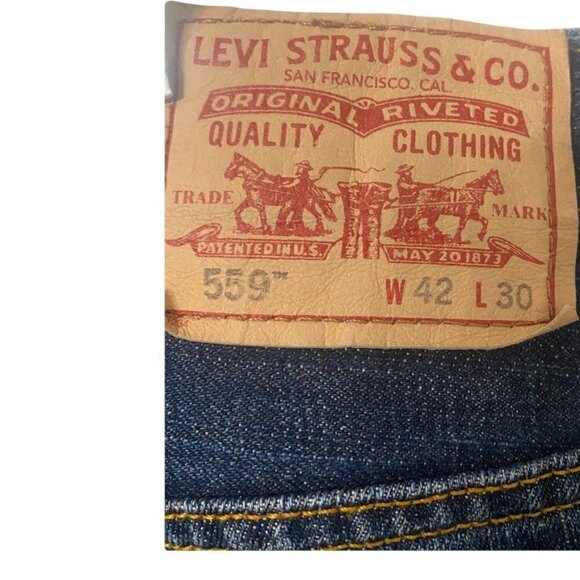 LEVI STRAUSS & CO.
SAN FRANCISCO. CAL.
ORIGINAL RIVETED
QUALITY CLOTHING
TRADE MARK
PATENTED IN U.S. MAY 20 1873
559™ W 42 L 30